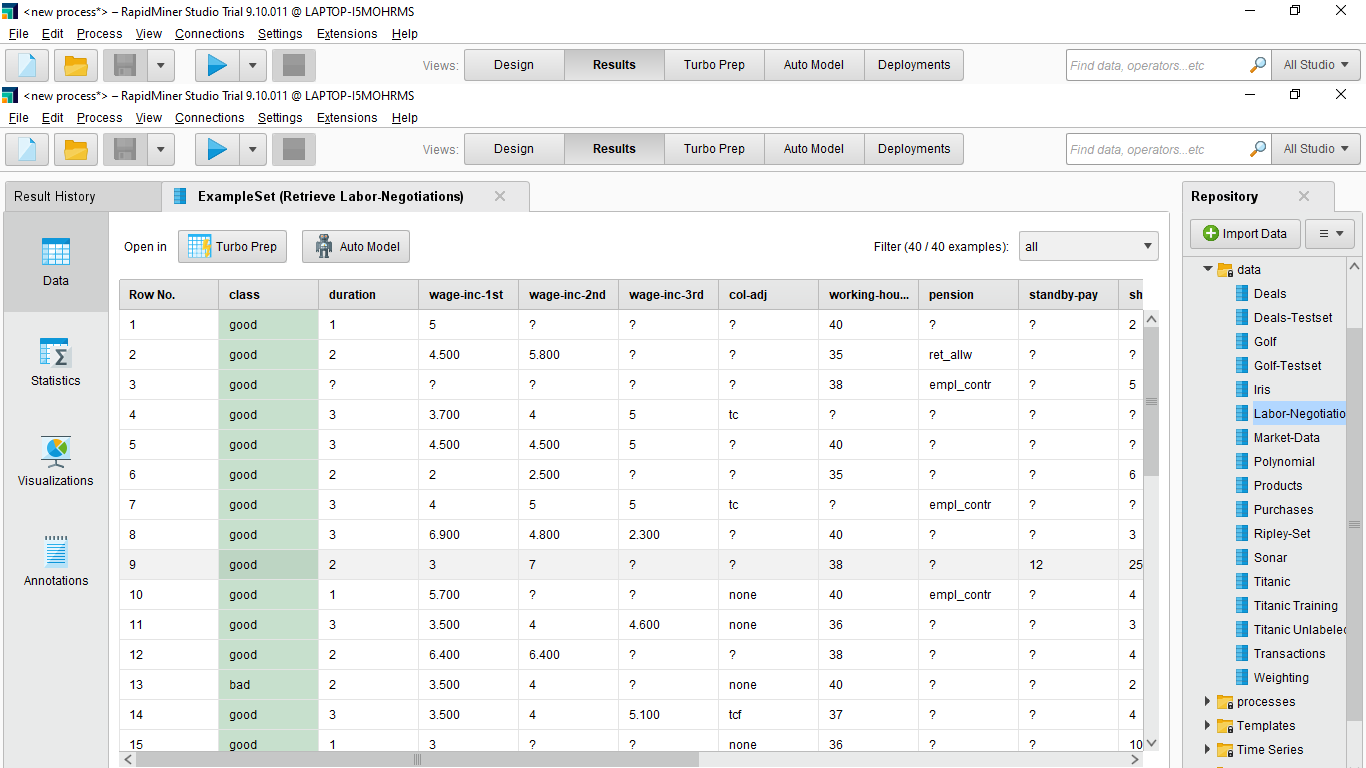 <new process*> – RapidMiner Studio Trial 9.10.011 @ LAPTOP-I5MOHRMS
File Edit Process View Connections Settings Extensions Help
Views: Design Results Turbo Prep Auto Model Deployments Find data, operators...etc All Studio
<new process*> – RapidMiner Studio Trial 9.10.011 @ LAPTOP-I5MOHRMS
File Edit Process View Connections Settings Extensions Help
Views: Design Results Turbo Prep Auto Model Deployments Find data, operators...etc All Studio
Result History ExampleSet (Retrieve Labor-Negotiations)
Data
Statistics
Visualizations
Annotations
Open in Turbo Prep Auto Model Filter (40 / 40 examples): all
Row No. class duration wage-inc-1st wage-inc-2nd wage-inc-3rd col-adj working-hou... pension standby-pay sh
1 good 1 5 ? ? ? 40 ? ? 2
2 good 2 4.500 5.800 ? ? 35 ret_allw ? ?
3 good ? ? ? ? ? 38 empl_contr ? 5
4 good 3 3.700 4 5 tc ? ? ? ?
5 good 3 4.500 4.500 5 ? 40 ? ? 
6 good 2 2 2.500 ? ? 35 ? ? 6
7 good 3 4 5 5 tc ? empl_contr ? 
8 good 3 6.900 4.800 2.300 ? 40 ? ? 3
9 good 2 3 7 ? ? 38 ? 12 25
10 good 1 5.700 ? ? none 40 empl_contr ? 4
11 good 3 3.500 4 4.600 none 36 ? ? 3
12 good 2 6.400 6.400 ? ? 38 ? ? 4
13 bad 2 3.500 4 ? none 40 ? ? 2
14 good 3 3.500 4 5.100 tcf 37 ? ? 4
15 good 1 3 ? ? none 36 ? ? 10
Repository
Import Data
data
Deals
Deals-Testset
Golf
Golf-Testset
Iris
Labor-Negotiatio
Market-Data
Polynomial
Products
Purchases
Ripley-Set
Sonar
Titanic
Titanic Training
Titanic Unlabeled
Transactions
Weighting
processes
Templates
Time Series